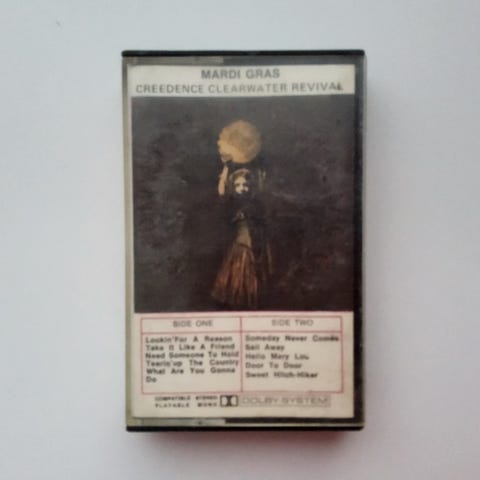 MARDI GRAS
CREEDENCE CLEARWATER REVIVAL
SIDE ONE
Lookin'For A Reason
Take It Like A Friend
Need Someone To Hold
Tearin'up The Country
What Are You Gonna
Do
SIDE TWO
Someday Never Comes
Sail Away
Hello Mary Lou
Door To Door
Sweet Hitch-Hiker
COMPATIBLE STEREO
PLAYABLE MONO
DOLBY SYSTEM